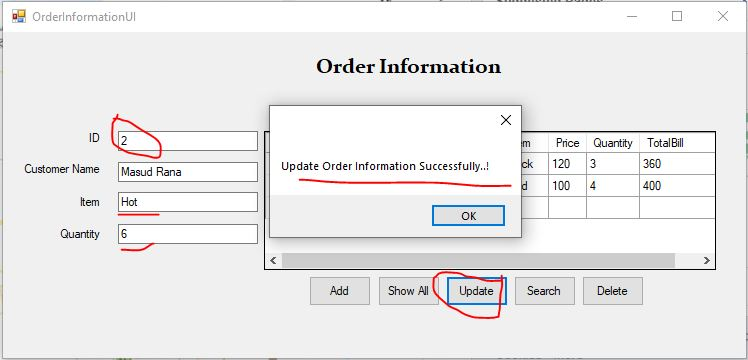 OrderInformationUI
Order Information
ID 2
Customer Name Masud Rana
Item Hot
Quantity 6
Update Order Information Successfully..!
OK
em Price Quantity TotalBill
ck 120 3 360
d 100 4 400
Add Show All Update Search Delete